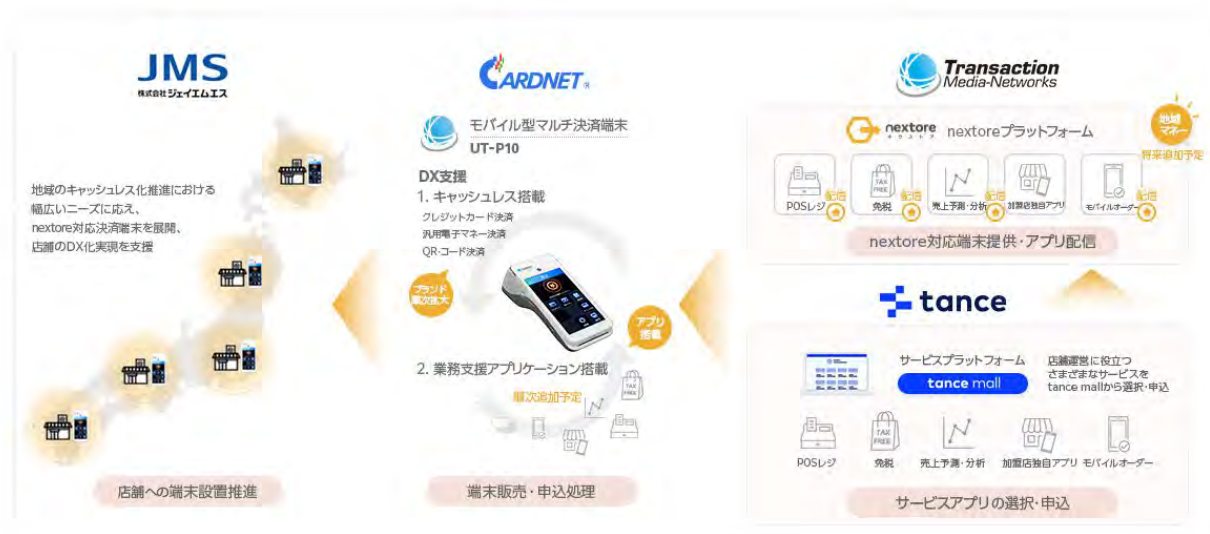 JMS
株式会社ジェイエムエス
地域のキャッシュレス化推進における
幅広いニーズに応え、
nextore対応決済端末を展開、
店舗のDX化実現を支援
店舗への端末設置推進
CARDNET®
モバイル型マルチ決済端末
UT-P10
DX支援
1. キャッシュレス搭載
クレジットカード決済
汎用電子マネー決済
QR-コード決済
ブランド
順次拡大
アプリ
搭載
2. 業務支援アプリケーション搭載
順次追加予定
TAX
FREE
端末販売・申込処理
Transaction
Media-Networks
地域
マネー
将来追加予定
nextore
ネクストア
nextoreプラットフォーム
TAX
FREE
配信
配信
配信
配信
POSレジ
免税
売上予測・分析
加盟店独自アプリ
モバイルオーダー
nextore対応端末提供・アプリ配信
tance
サービスプラットフォーム
tance mall
店舗運営に役立つ
さまざまなサービスを
tance mallから選択・申込
TAX
FREE
POSレジ
免税
売上予測・分析
加盟店独自アプリ
モバイルオーダー
サービスアプリの選択・申込